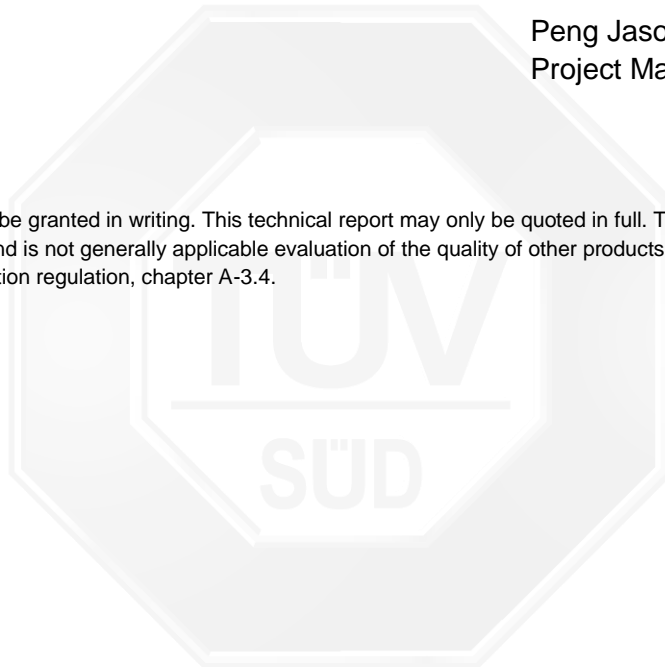 Peng Jaso
Project Ma
be granted in writing. This technical report may only be quoted in full. T
nd is not generally applicable evaluation of the quality of other products
tion regulation, chapter A-3.4.
TÜV
SÜD